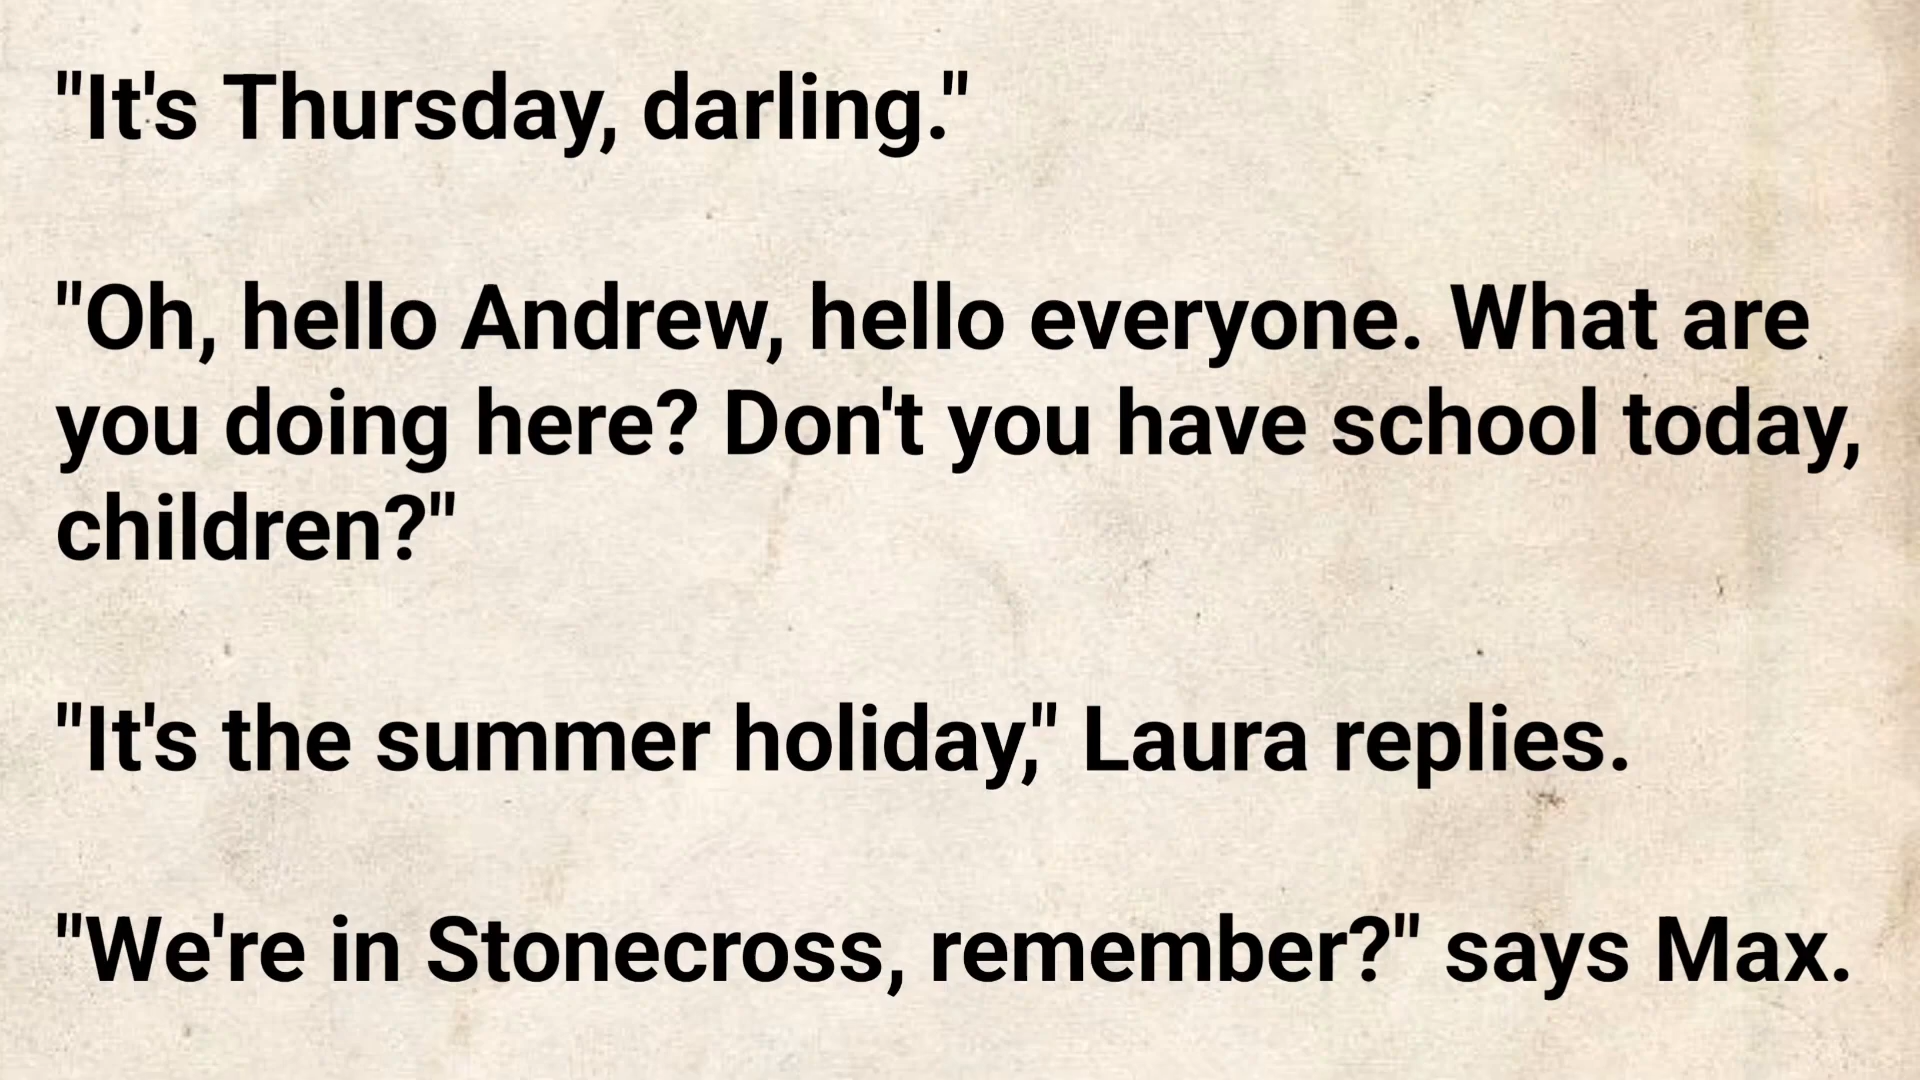 "It's Thursday, darling."
"Oh, hello Andrew, hello everyone. What are
you doing here? Don't you have school today,
children?"
"It's the summer holiday," Laura replies.
"We're in Stonecross, remember?" says Max.